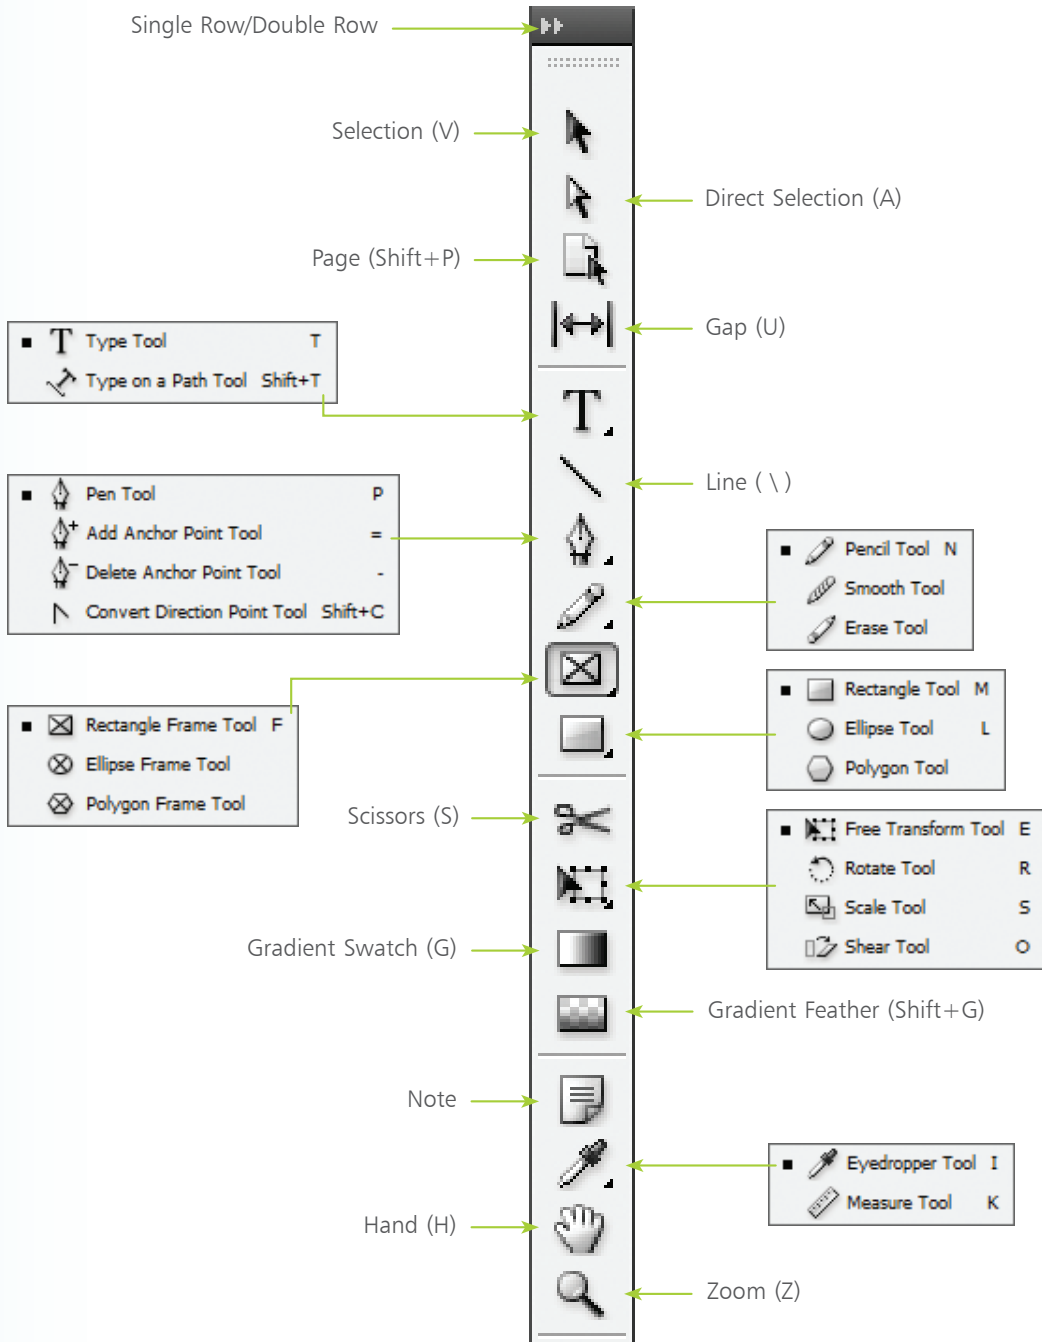 Single Row/Double Row
Selection (V)
Direct Selection (A)
Page (Shift+P)
Gap (U)
Type Tool T
Type on a Path Tool Shift+T
Line ( \ )
Pen Tool P
Add Anchor Point Tool =
Delete Anchor Point Tool -
Convert Direction Point Tool Shift+C
Pencil Tool N
Smooth Tool
Erase Tool
Rectangle Frame Tool F
Ellipse Frame Tool
Polygon Frame Tool
Rectangle Tool M
Ellipse Tool L
Polygon Tool
Scissors (S)
Free Transform Tool E
Rotate Tool R
Scale Tool S
Shear Tool O
Gradient Swatch (G)
Gradient Feather (Shift+G)
Note
Eyedropper Tool I
Measure Tool K
Hand (H)
Zoom (Z)